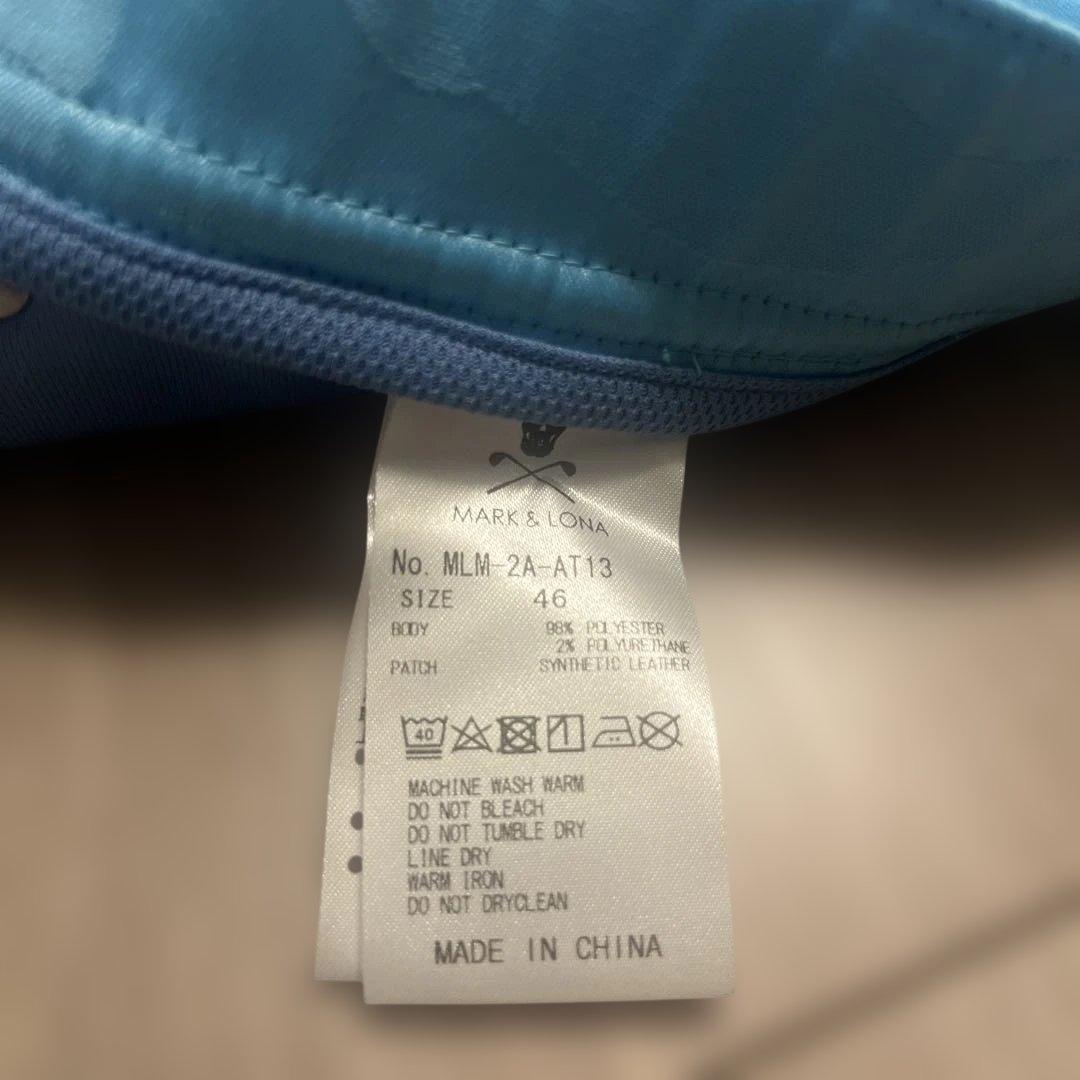 MARK & LONA
No. MLM-2A-AT13
SIZE 46
BODY 98% POLYESTER
2% POLYURETHANE
PATCH SYNTHETIC LEATHER
40
MACHINE WASH WARM
DO NOT BLEACH
DO NOT TUMBLE DRY
LINE DRY
WARM IRON
DO NOT DRYCLEAN
MADE IN CHINA